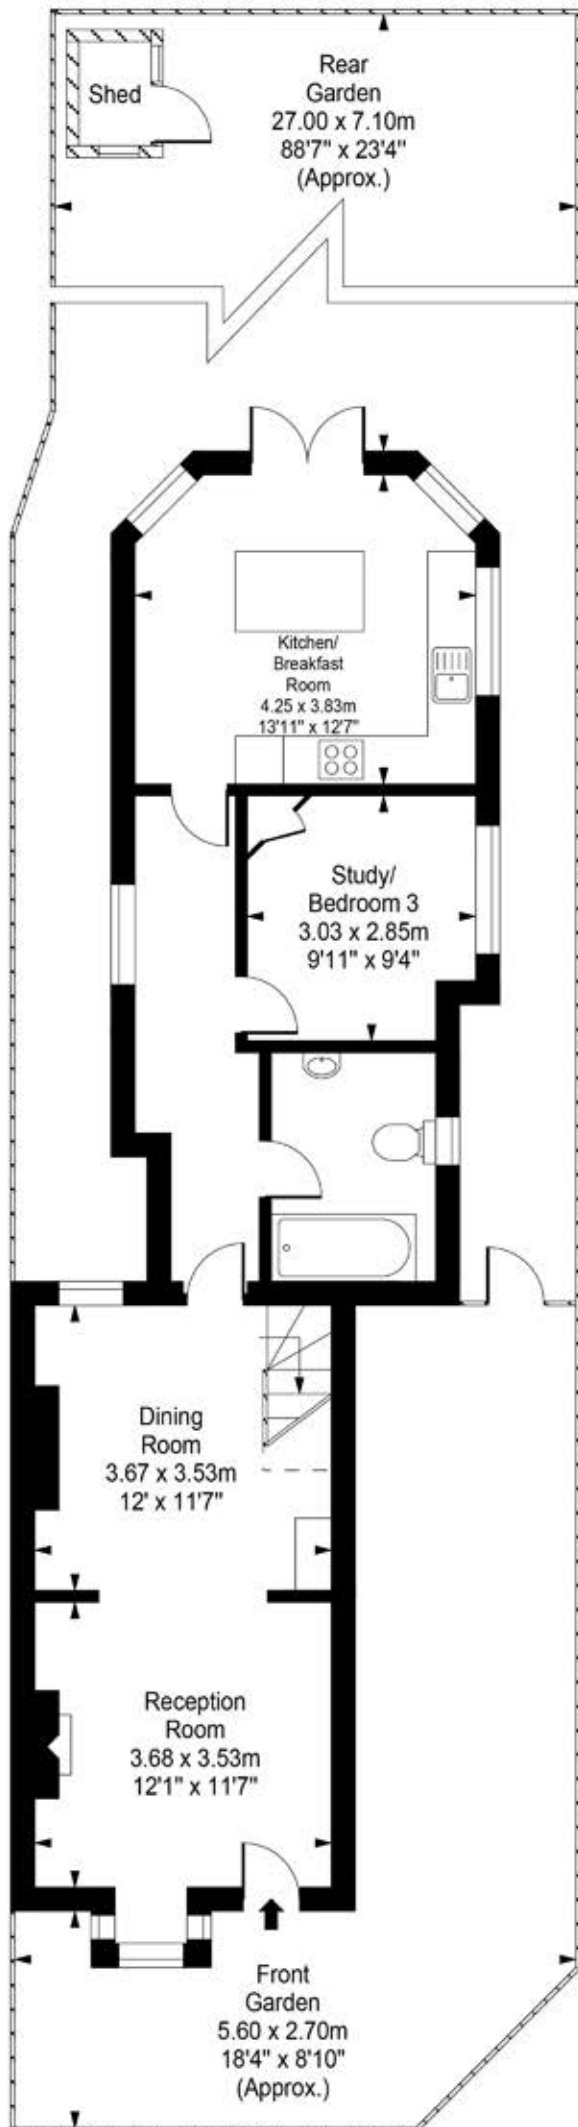 Shed
Rear
Garden
27.00 x 7.10m
88'7" x 23'4"
(Approx.)
Kitchen/
Breakfast
Room
4.25 x 3.83m
13'11" x 12'7"
Study/
Bedroom 3
3.03 x 2.85m
9'11" x 9'4"
Dining
Room
3.67 x 3.53m
12' x 11'7"
Reception
Room
3.68 x 3.53m
12'1" x 11'7"
Front
Garden
5.60 x 2.70m
18'4" x 8'10"
(Approx.)